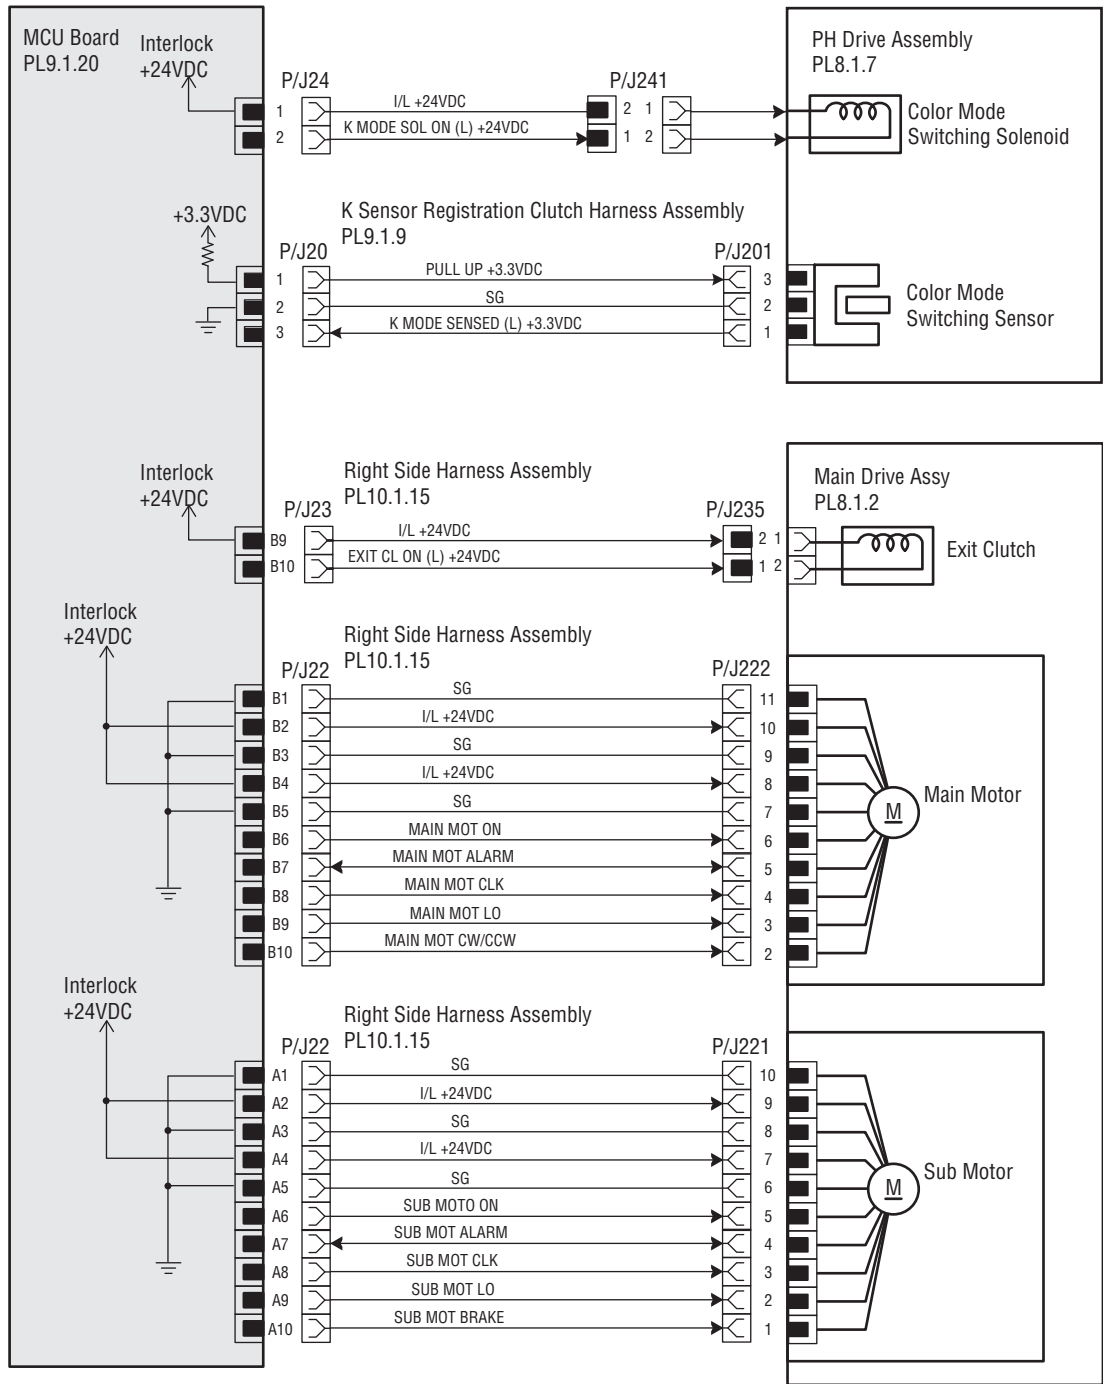 MCU Board
PL9.1.20
Interlock
+24VDC
P/J24
1
2
I/L +24VDC
K MODE SOL ON (L) +24VDC
P/J241
2 1
1 2
PH Drive Assembly
PL8.1.7
Color Mode
Switching Solenoid
+3.3VDC
K Sensor Registration Clutch Harness Assembly
PL9.1.9
P/J20
1
2
3
PULL UP +3.3VDC
SG
K MODE SENSED (L) +3.3VDC
P/J201
3
2
1
Color Mode
Switching Sensor
Interlock
+24VDC
Right Side Harness Assembly
PL10.1.15
P/J23
B9
B10
I/L +24VDC
EXIT CL ON (L) +24VDC
P/J235
2 1
1 2
Main Drive Assy
PL8.1.2
Exit Clutch
Interlock
+24VDC
Right Side Harness Assembly
PL10.1.15
P/J22
P/J222
B1 SG 11
B2 I/L +24VDC 10
B3 SG 9
B4 I/L +24VDC 8
B5 SG 7
B6 MAIN MOT ON 6
B7 MAIN MOT ALARM 5
B8 MAIN MOT CLK 4
B9 MAIN MOT LO 3
B10 MAIN MOT CW/CCW 2
M
Main Motor
Interlock
+24VDC
Right Side Harness Assembly
PL10.1.15
P/J22
P/J221
A1 SG 10
A2 I/L +24VDC 9
A3 SG 8
A4 I/L +24VDC 7
A5 SG 6
A6 SUB MOTO ON 5
A7 SUB MOT ALARM 4
A8 SUB MOT CLK 3
A9 SUB MOT LO 2
A10 SUB MOT BRAKE 1
M
Sub Motor